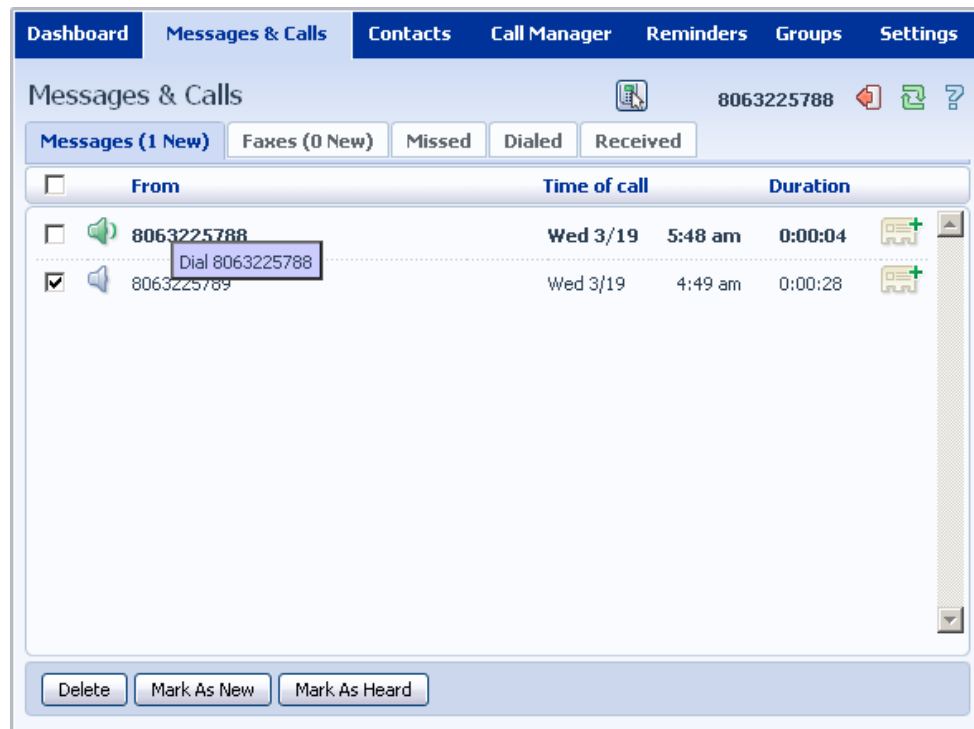 Dashboard Messages & Calls Contacts Call Manager Reminders Groups Settings
Messages & Calls 8063225788
Messages (1 New) Faxes (0 New) Missed Dialed Received
From Time of call Duration
8063225788 Wed 3/19 5:48 am 0:00:04
Dial 8063225788
8063225789 Wed 3/19 4:49 am 0:00:28
Delete Mark As New Mark As Heard